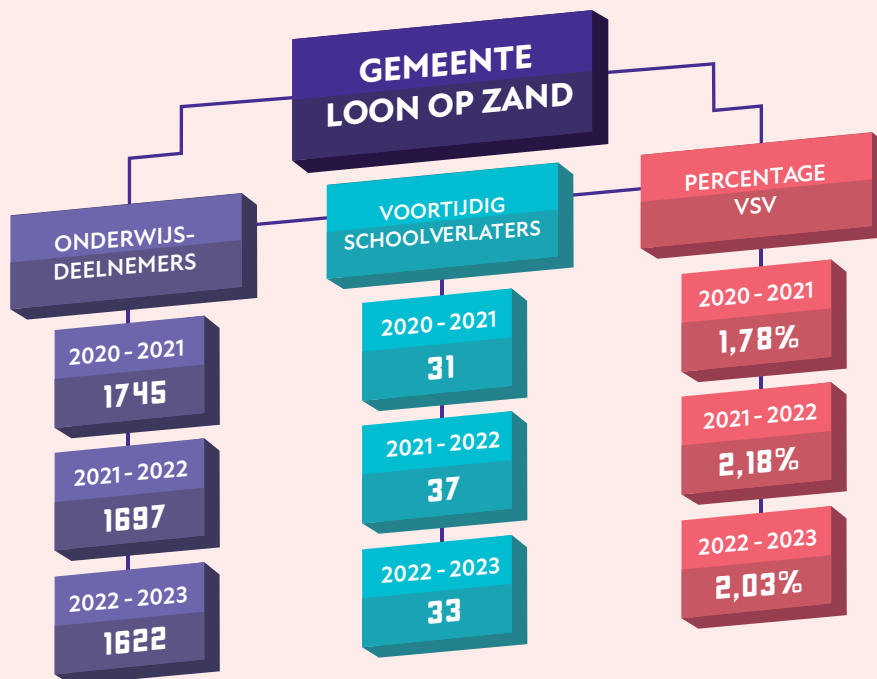 GEMEENTE
LOON OP ZAND
ONDERWIJS-
DEELNEMERS
2020 - 2021
1745
2021 - 2022
1697
2022 - 2023
1622
VOORTIJDIG
SCHOOLVERLATERS
2020 - 2021
31
2021 - 2022
37
2022 - 2023
33
PERCENTAGE
VSV
2020 - 2021
1,78%
2021 - 2022
2,18%
2022 - 2023
2,03%